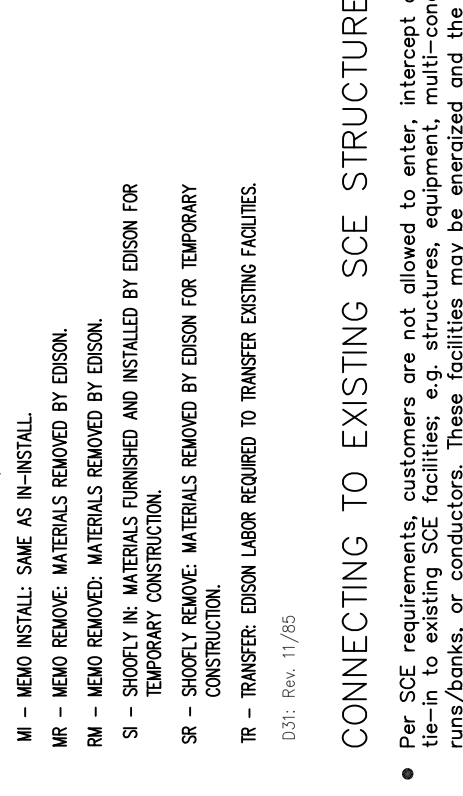 MI – MEMO INSTALL: SAME AS IN–INSTALL.
MR – MEMO REMOVE: MATERIALS REMOVED BY EDISON.
RM – MEMO REMOVED: MATERIALS REMOVED BY EDISON.
SI – SHOOFLY IN: MATERIALS FURNISHED AND INSTALLED BY EDISON FOR
TEMPORARY CONSTRUCTION.
SR – SHOOFLY REMOVE: MATERIALS REMOVED BY EDISON FOR TEMPORARY
CONSTRUCTION.
TR – TRANSFER: EDISON LABOR REQUIRED TO TRANSFER EXISTING FACILITIES.
D31: Rev. 11/85
CONNECTING TO EXISTING SCE STRUCTURE
● Per SCE requirements, customers are not allowed to enter, intercept
tie–in to existing SCE facilities; e.g. structures, equipment, multi–con
runs/banks, or conductors. These facilities may be energized and the